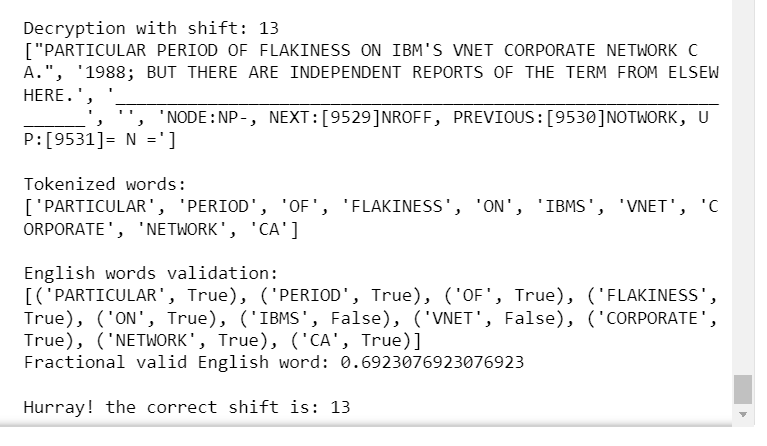 Decryption with shift: 13
["PARTICULAR PERIOD OF FLAKINESS ON IBM'S VNET CORPORATE NETWORK C
A.", '1988; BUT THERE ARE INDEPENDENT REPORTS OF THE TERM FROM ELSEW
HERE.', '_______________________________________________________________
______', '', 'NODE:NP-, NEXT:[9529]NROFF, PREVIOUS:[9530]NOTWORK, U
P:[9531]= N =']
Tokenized words:
['PARTICULAR', 'PERIOD', 'OF', 'FLAKINESS', 'ON', 'IBMS', 'VNET', 'C
ORPORATE', 'NETWORK', 'CA']
English words validation:
[('PARTICULAR', True), ('PERIOD', True), ('OF', True), ('FLAKINESS',
True), ('ON', True), ('IBMS', False), ('VNET', False), ('CORPORATE',
True), ('NETWORK', True), ('CA', True)]
Fractional valid English word: 0.6923076923076923
Hurray! the correct shift is: 13